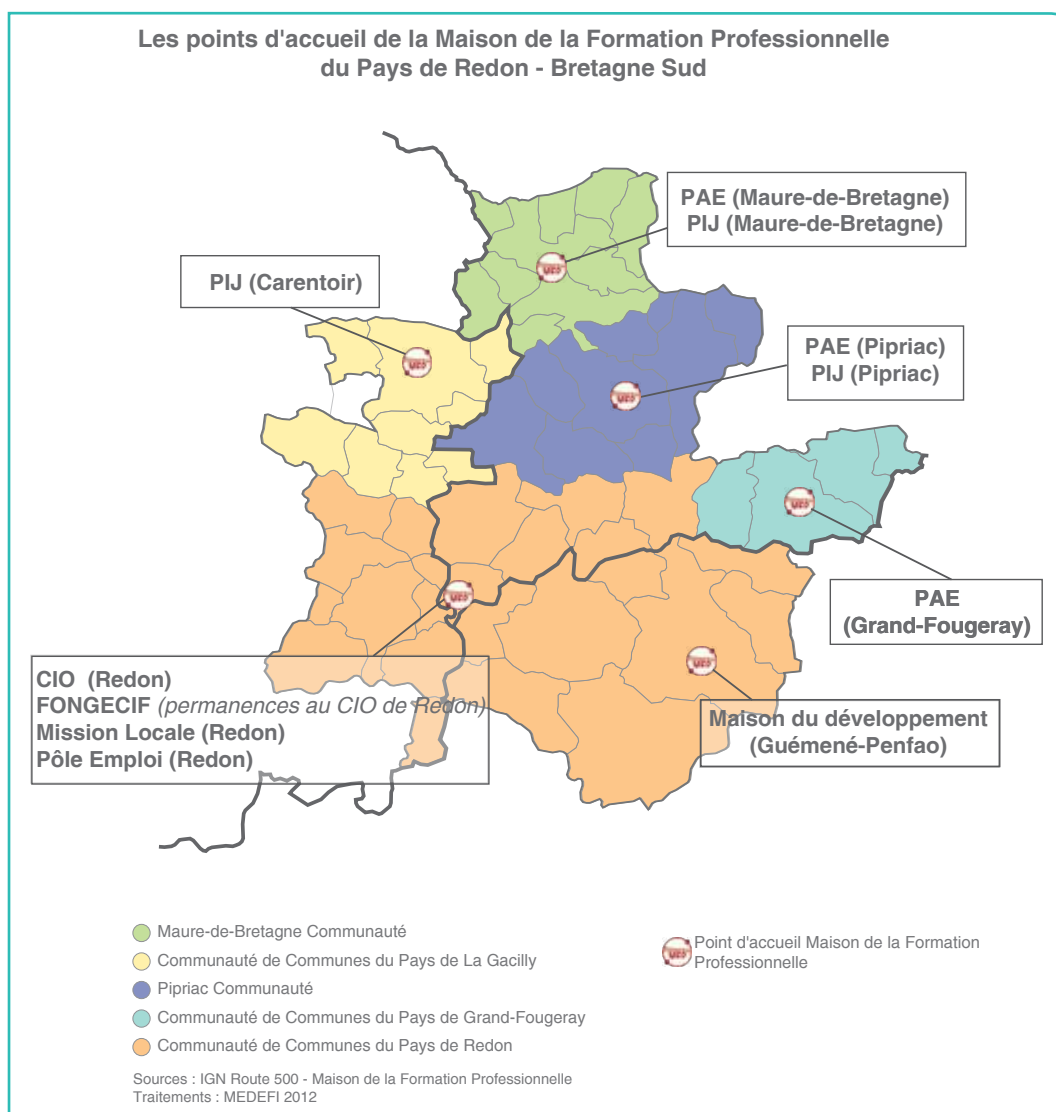 Les points d'accueil de la Maison de la Formation Professionnelle
du Pays de Redon - Bretagne Sud
PAE (Maure-de-Bretagne)
PIJ (Maure-de-Bretagne)
PIJ (Carentoir)
PAE (Pipriac)
PIJ (Pipriac)
PAE
(Grand-Fougeray)
CIO (Redon)
FONGECIF (permanences au CIO de Redon)
Mission Locale (Redon)
Pôle Emploi (Redon)
Maison du développement
(Guémené-Penfao)
Maure-de-Bretagne Communauté
Communauté de Communes du Pays de La Gacilly
Pipriac Communauté
Communauté de Communes du Pays de Grand-Fougeray
Communauté de Communes du Pays de Redon
Point d'accueil Maison de la Formation
Professionnelle
Sources : IGN Route 500 - Maison de la Formation Professionnelle
Traitements : MEDEFI 2012